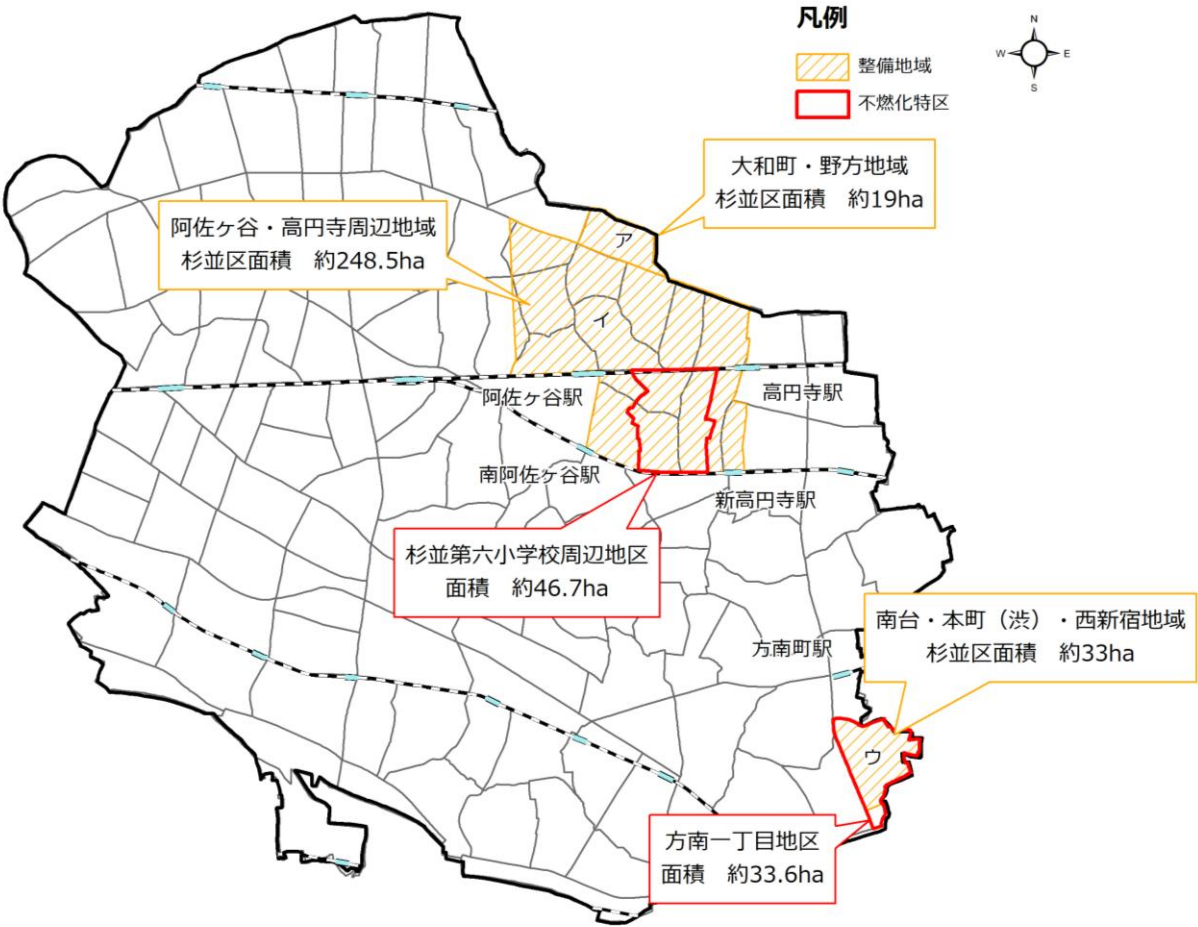 凡例
N
W
E
S
整備地域
不燃化特区
大和町・野方地域
杉並区面積 約19ha
阿佐ヶ谷・高円寺周辺地域
杉並区面積 約248.5ha
ア
イ
阿佐ヶ谷駅
高円寺駅
南阿佐ヶ谷駅
新高円寺駅
杉並第六小学校周辺地区
面積 約46.7ha
南台・本町（渋）・西新宿地域
杉並区面積 約33ha
方南町駅
ウ
方南一丁目地区
面積 約33.6ha